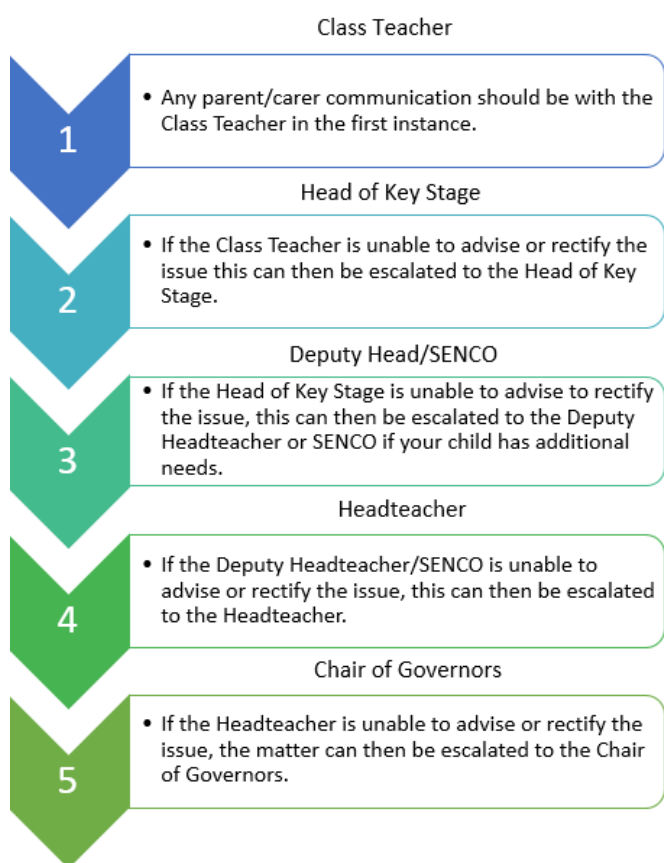 Class Teacher
1
• Any parent/carer communication should be with the
Class Teacher in the first instance.
Head of Key Stage
2
• If the Class Teacher is unable to advise or rectify the
issue this can then be escalated to the Head of Key
Stage.
Deputy Head/SENCO
3
• If the Head of Key Stage is unable to advise to rectify
the issue, this can then be escalated to the Deputy
Headteacher or SENCO if your child has additional
needs.
Headteacher
4
• If the Deputy Headteacher/SENCO is unable to
advise or rectify the issue, this can then be escalated
to the Headteacher.
Chair of Governors
5
• If the Headteacher is unable to advise or rectify the
issue, the matter can then be escalated to the Chair
of Governors.